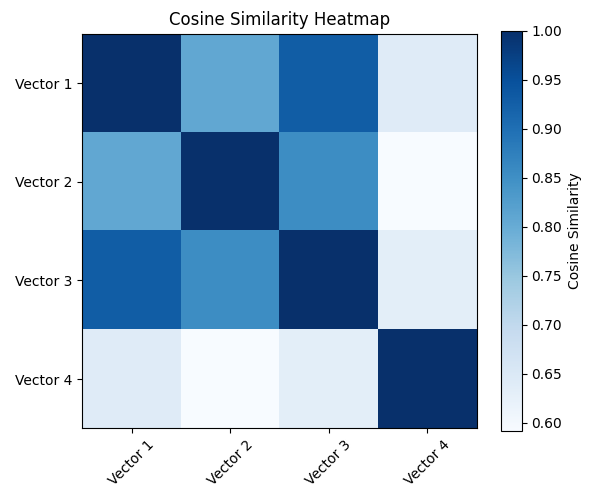 Cosine Similarity Heatmap
Vector 1
Vector 2
Vector 3
Vector 4
Vector 1
Vector 2
Vector 3
Vector 4
1.00
0.95
0.90
0.85
0.80
0.75
0.70
0.65
0.60
Cosine Similarity